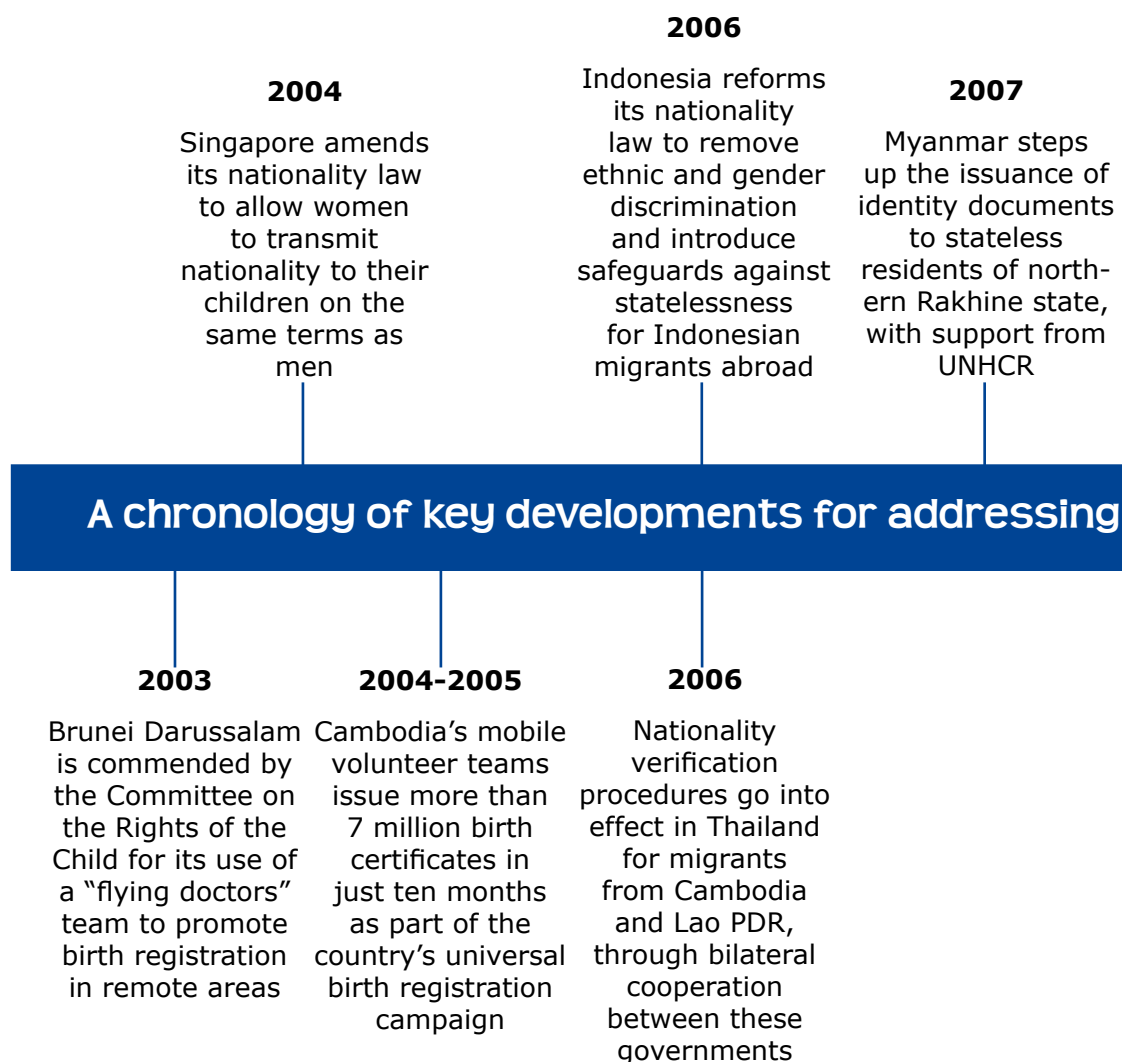 2004
Singapore amends
its nationality law
to allow women
to transmit
nationality to their
children on the
same terms as
men
2006
Indonesia reforms
its nationality
law to remove
ethnic and gender
discrimination
and introduce
safeguards against
statelessness
for Indonesian
migrants abroad
2007
Myanmar steps
up the issuance of
identity documents
to stateless
residents of north-
ern Rakhine state,
with support from
UNHCR
A chronology of key developments for addressing
2003
Brunei Darussalam
is commended by
the Committee on
the Rights of the
Child for its use of
a “flying doctors”
team to promote
birth registration
in remote areas
2004-2005
Cambodia’s mobile
volunteer teams
issue more than
7 million birth
certificates in
just ten months
as part of the
country’s universal
birth registration
campaign
2006
Nationality
verification
procedures go into
effect in Thailand
for migrants
from Cambodia
and Lao PDR,
through bilateral
cooperation
between these
governments